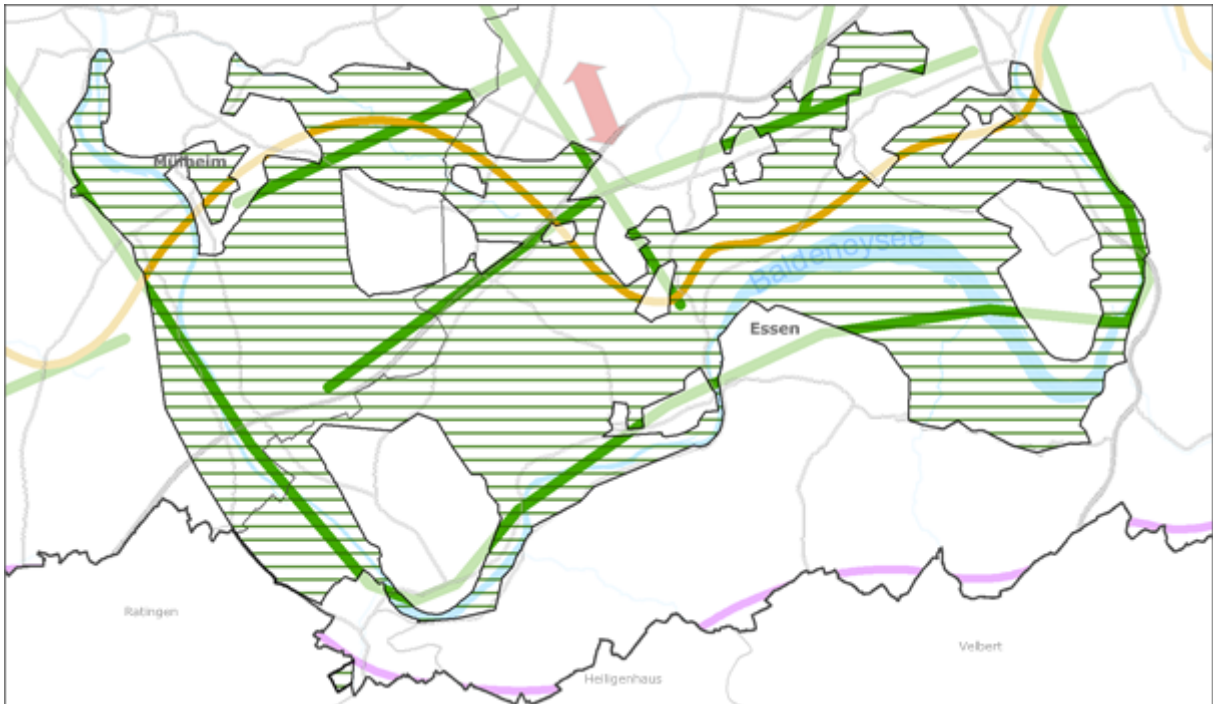 Mülheim
Baldeneysee
Essen
Ratingen
Velbert
Heiligenhaus